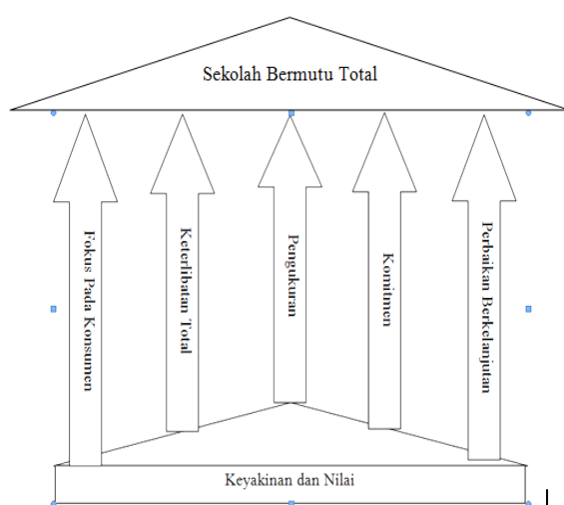 Sekolah Bermutu Total
Fokus Pada Konsumen
Keterlibatan Total
Pengukuran
Komitmen
Perbaikan Berkelanjutan
Keyakinan dan Nilai